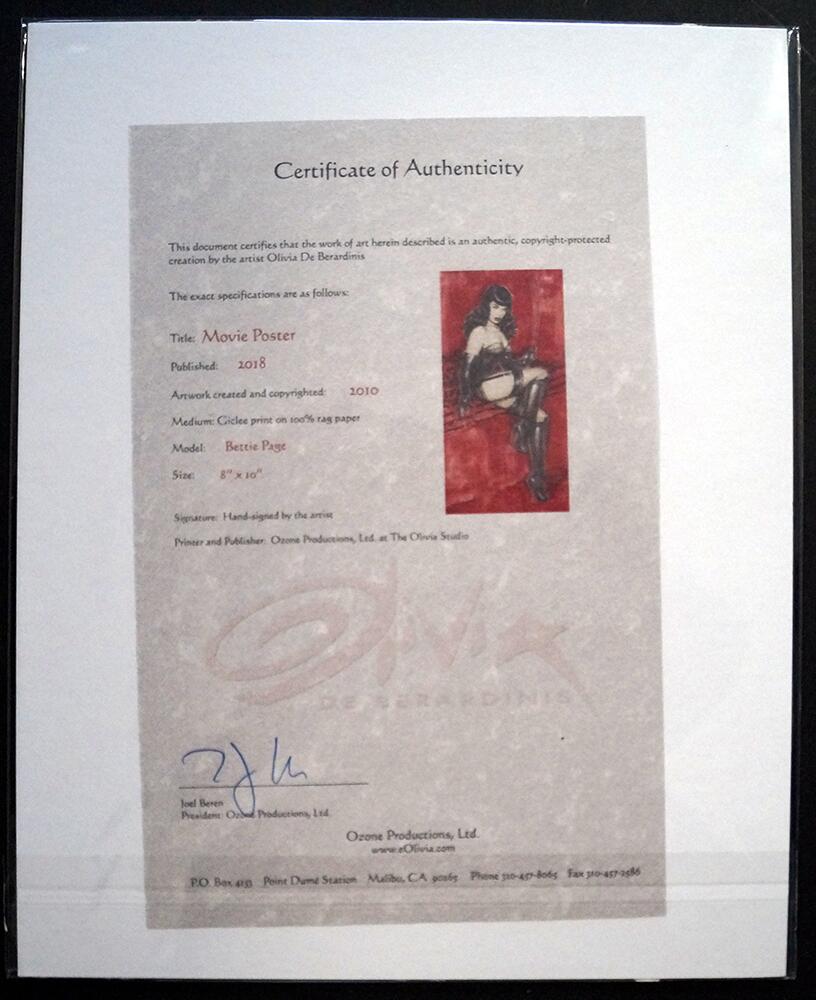 Certificate of Authenticity
This document certifies that the work of art herein described is an authentic, copyright-protected
creation by the artist Olivia De Berardinis
The exact specifications are as follows:
Title: Movie Poster
Published: 2018
Artwork created and copyrighted: 2010
Medium: Giclee print on 100% rag paper
Model: Bettie Page
Size: 8" x 10"
Signature: Hand-signed by the artist
Printer and Publisher: Ozone Productions, Ltd. at The Olivia Studio
Olivia
DE BERARDINIS
Joel Beren
President: Ozone Productions, Ltd.
Ozone Productions, Ltd.
www.eOlivia.com
P.O. Box 4153 Point Dume Station Malibu, CA 90265 Phone 310-457-8065 Fax 310-457-2586